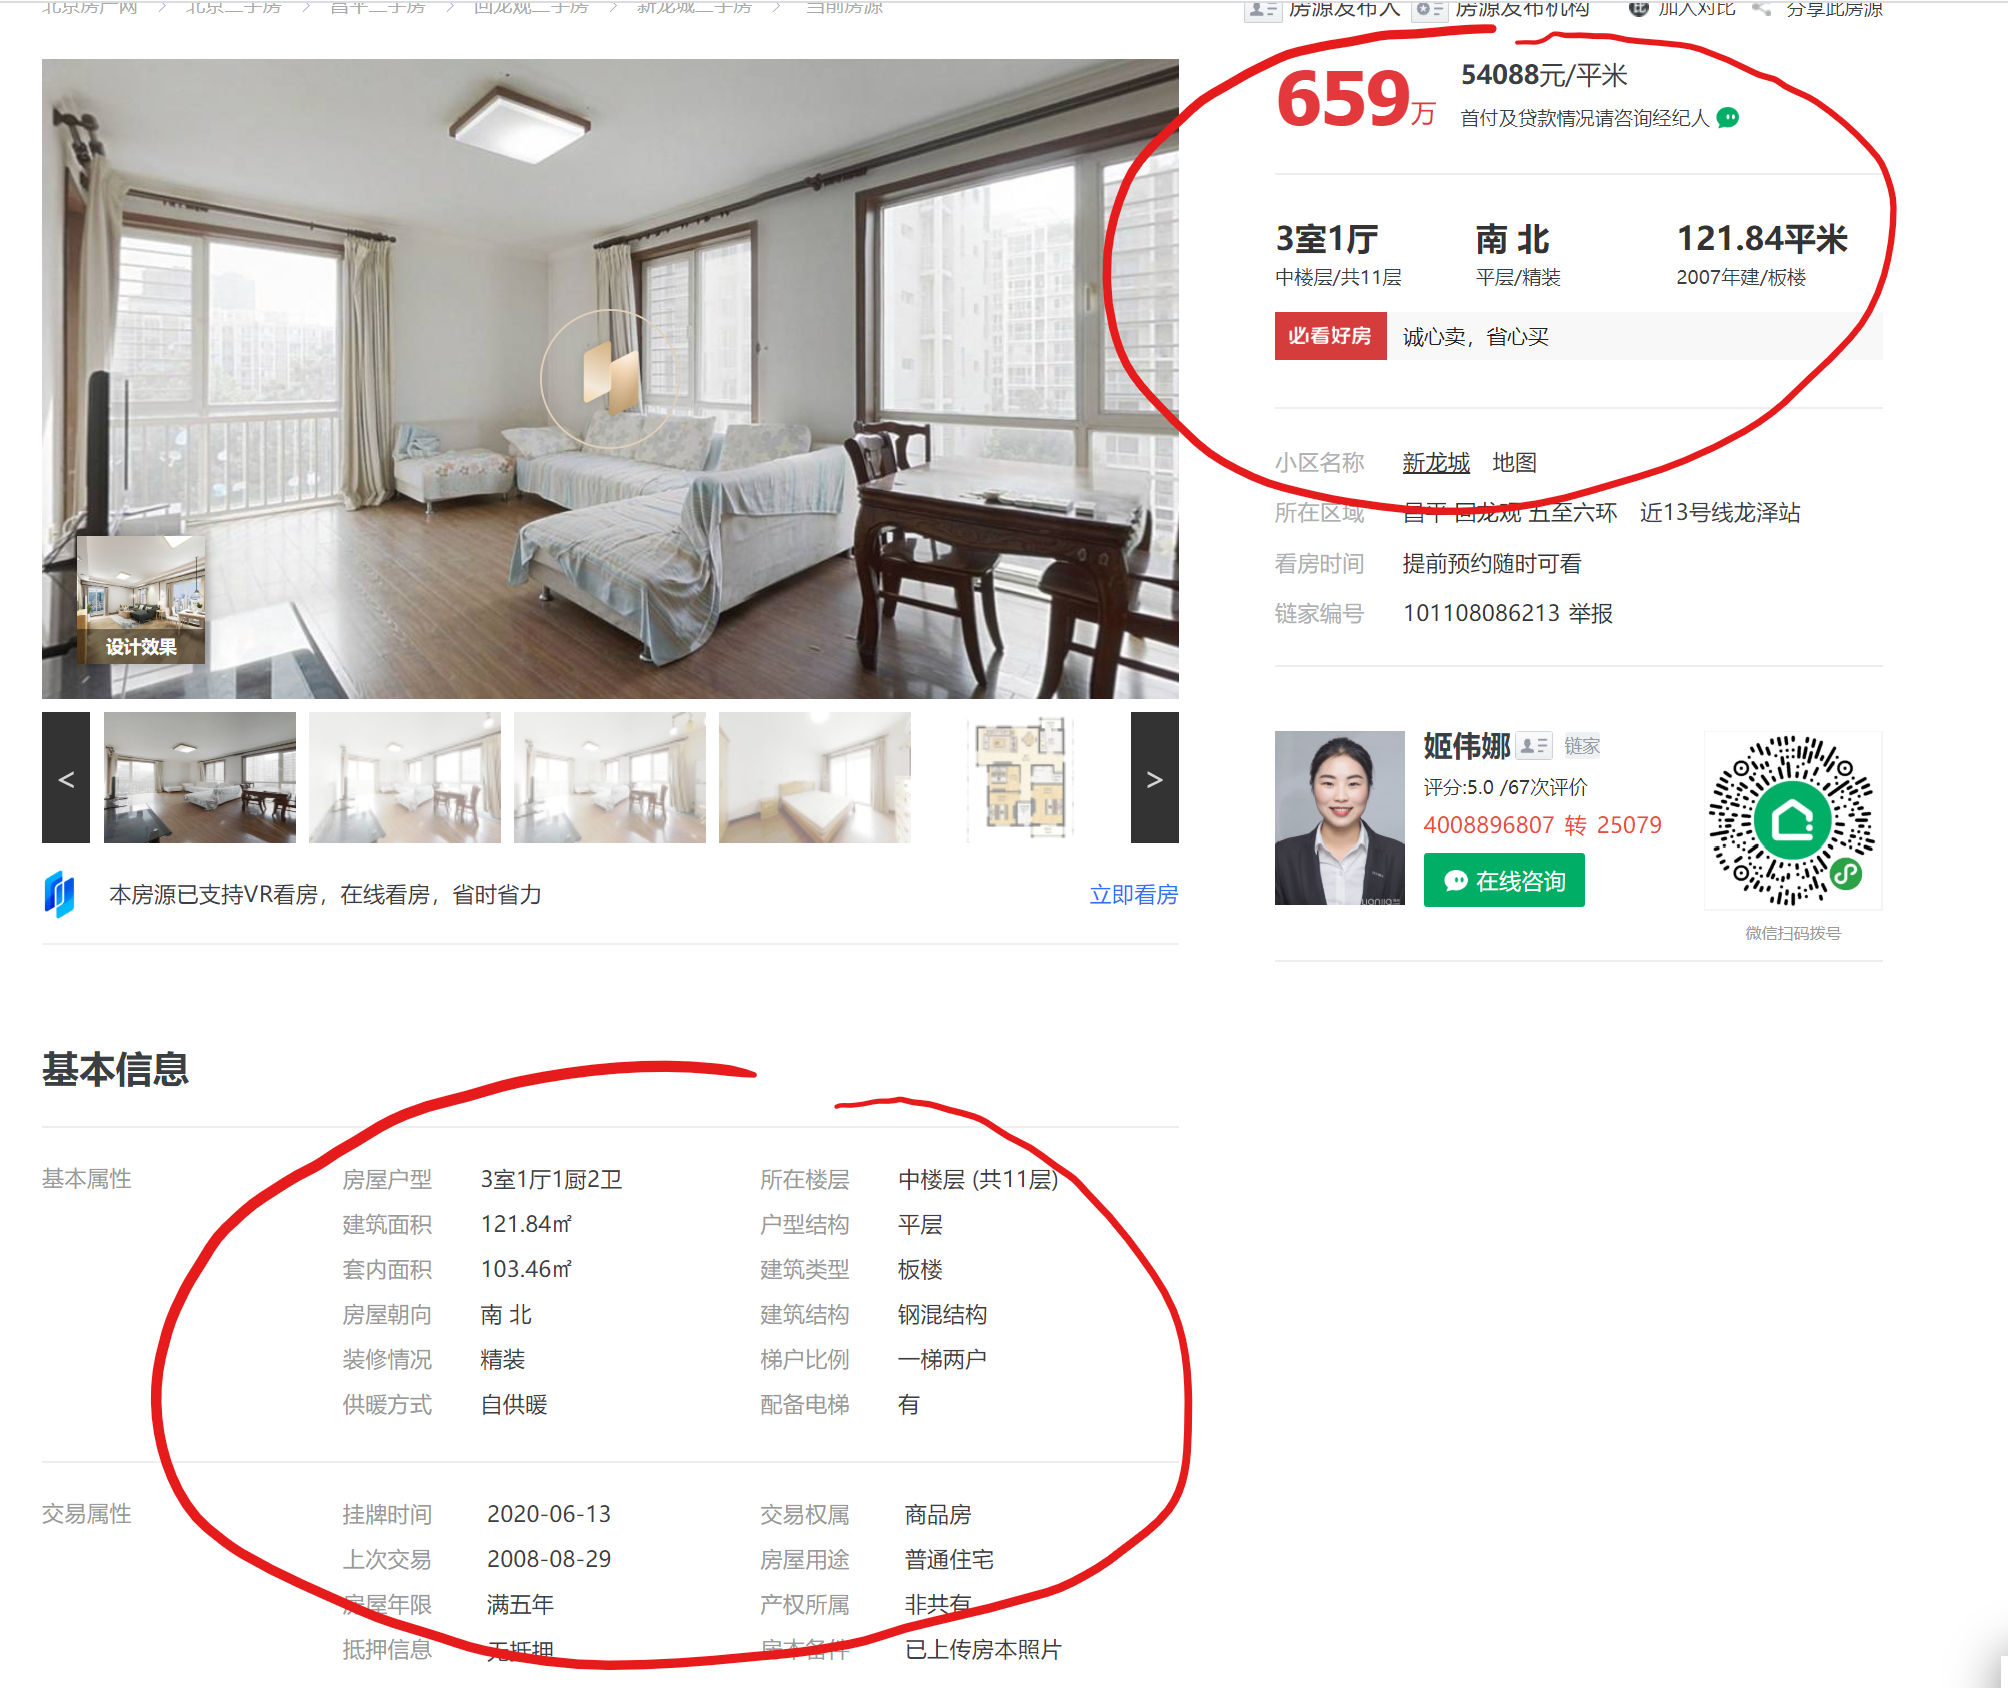 北京房产网 > 北京二手房 > 昌平二手房 > 回龙观二手房 > 新龙城二手房 > 当前房源
房源发布人 房源发布机构 加入对比 分享此房源
659万
54088元/平米
首付及贷款情况请咨询经纪人
3室1厅 南 北 121.84平米
中楼层/共11层 平层/精装 2007年建/板楼
必看好房 诚心卖，省心买
小区名称 新龙城 地图
所在区域 昌平 回龙观 五至六环 近13号线龙泽站
看房时间 提前预约随时可看
链家编号 101108086213 举报
设计效果
< >
姬伟娜 链家
评分:5.0 /67次评价
4008896807 转 25079
在线咨询
微信扫码拨号
本房源已支持VR看房，在线看房，省时省力 立即看房
基本信息
基本属性
房屋户型 3室1厅1厨2卫 所在楼层 中楼层 (共11层)
建筑面积 121.84㎡ 户型结构 平层
套内面积 103.46㎡ 建筑类型 板楼
房屋朝向 南 北 建筑结构 钢混结构
装修情况 精装 梯户比例 一梯两户
供暖方式 自供暖 配备电梯 有
交易属性
挂牌时间 2020-06-13 交易权属 商品房
上次交易 2008-08-29 房屋用途 普通住宅
房屋年限 满五年 产权所属 非共有
抵押信息 无抵押 房本备件 已上传房本照片